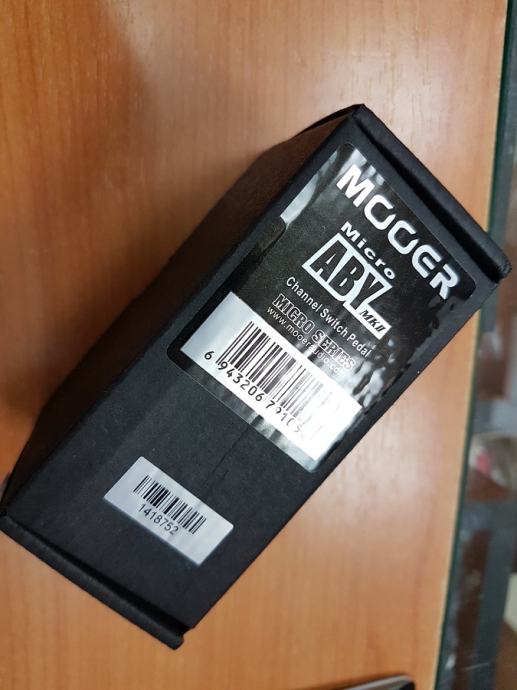 MOOER
Micro
ABY MKII
Channel Switch Pedal
MICRO SERIES
www.mooeraudio.com
1418752